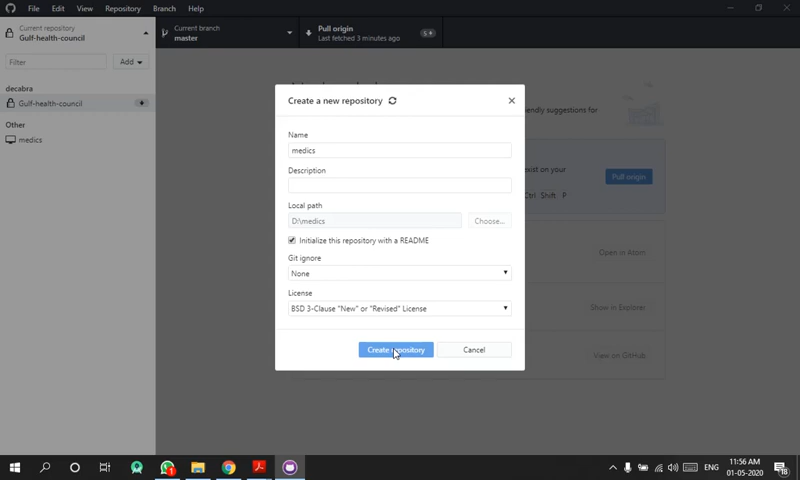 File Edit View Repository Branch Help
Current repository
Gulf-health-council
Current branch
master
Pull origin
Last fetched 3 minutes ago
Filter
Add
decabra
Gulf-health-council
Other
medics
Create a new repository
Name
medics
Description
Local path
D:\medics
Choose...
Initialize this repository with a README
Git ignore
None
License
BSD 3-Clause "New" or "Revised" License
Create repository
Cancel
endly suggestions for
exist on your
Pull origin
Ctrl Shift P
Open in Atom
Show in Explorer
View on GitHub
ENG
11:56 AM
01-05-2020